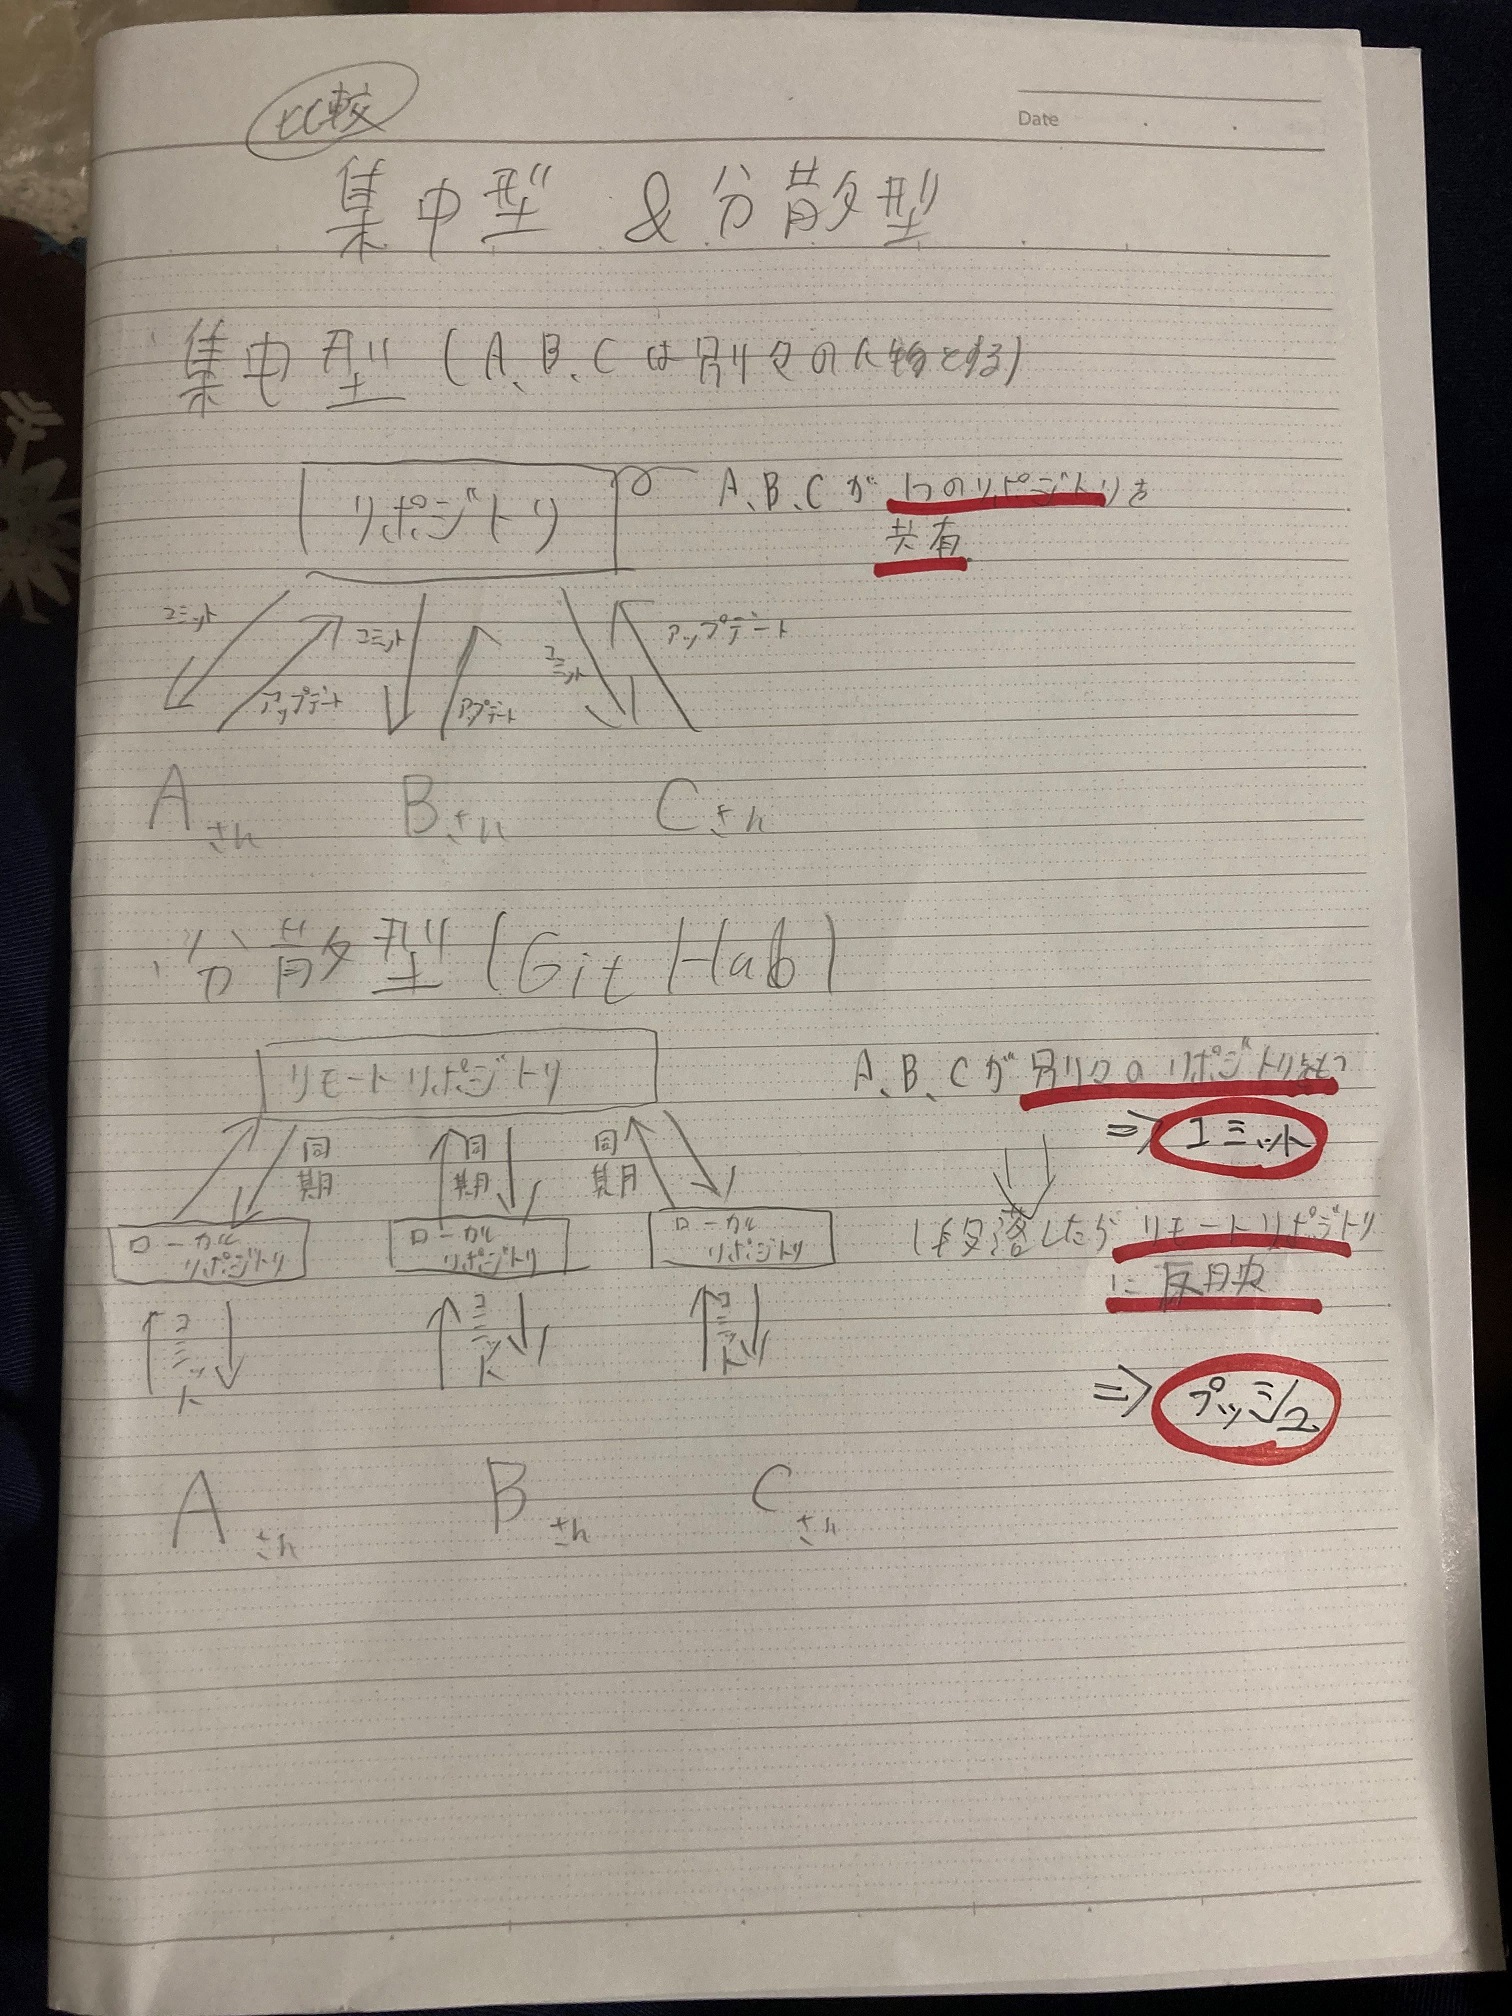 比較
Date
集中型 & 分散型
・集中型 (A、B、Cは別々の人物とする)
リポジトリ
A、B、Cが 1つのリポジトリを
共有
コミット
コミット
コミット
アップデート
アップデート
アップデート
Aさん
Bさん
Cさん
・分散型 (Git Hab)
リモートリポジトリ
A、B、Cが 別々の リポジトリをもつ
⇒ コミット
同期
同期
同期
ローカル
リポジトリ
ローカル
リポジトリ
ローカル
リポジトリ
1段落したら リモートリポジトリ
に 反映
コミット
コミット
コミット
⇒ プッシュ
Aさん
Bさん
Cさん